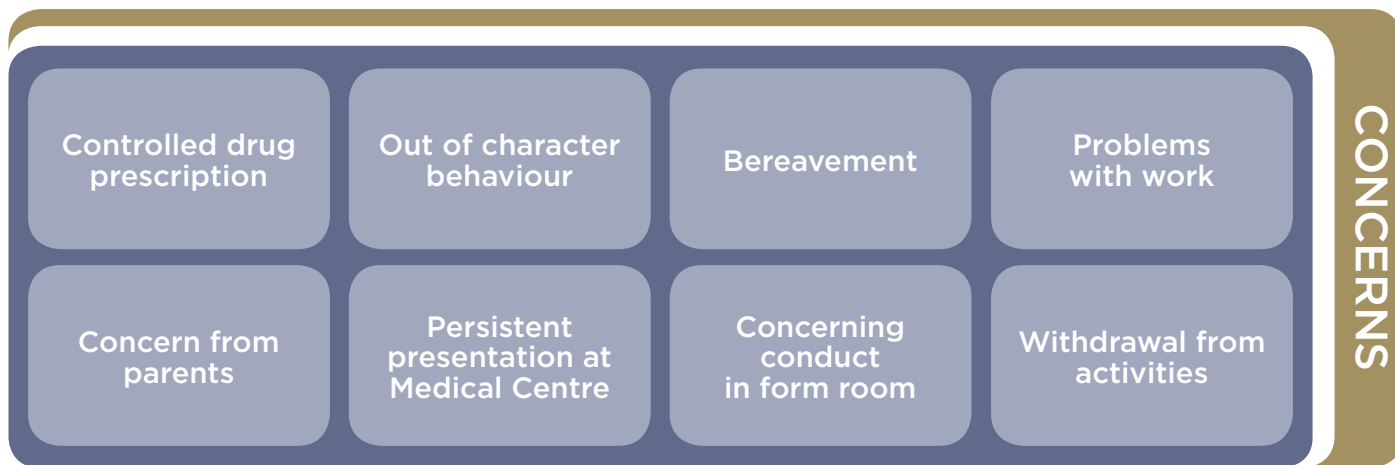 Controlled drug
prescription
Out of character
behaviour
Bereavement
Problems
with work
Concern from
parents
Persistent
presentation at
Medical Centre
Concerning
conduct
in form room
Withdrawal from
activities
CONCERNS